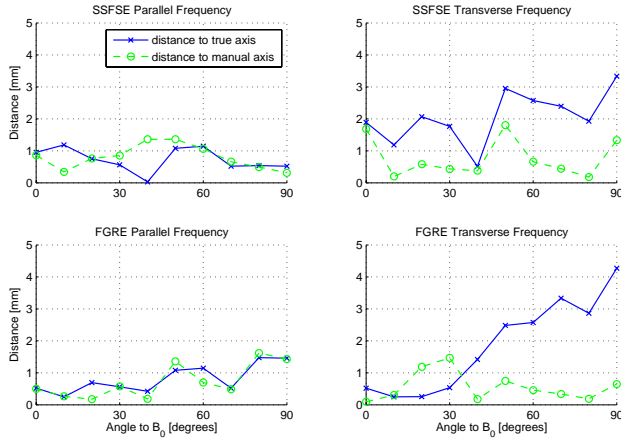 SSFSE Parallel Frequency
SSFSE Transverse Frequency
distance to true axis
distance to manual axis
Distance [mm]
5
4
3
2
1
0
0 30 60 90
5
4
3
2
1
0
0 30 60 90
FGRE Parallel Frequency
FGRE Transverse Frequency
Distance [mm]
5
4
3
2
1
0
0 30 60 90
Angle to B0 [degrees]
5
4
3
2
1
0
0 30 60 90
Angle to B0 [degrees]